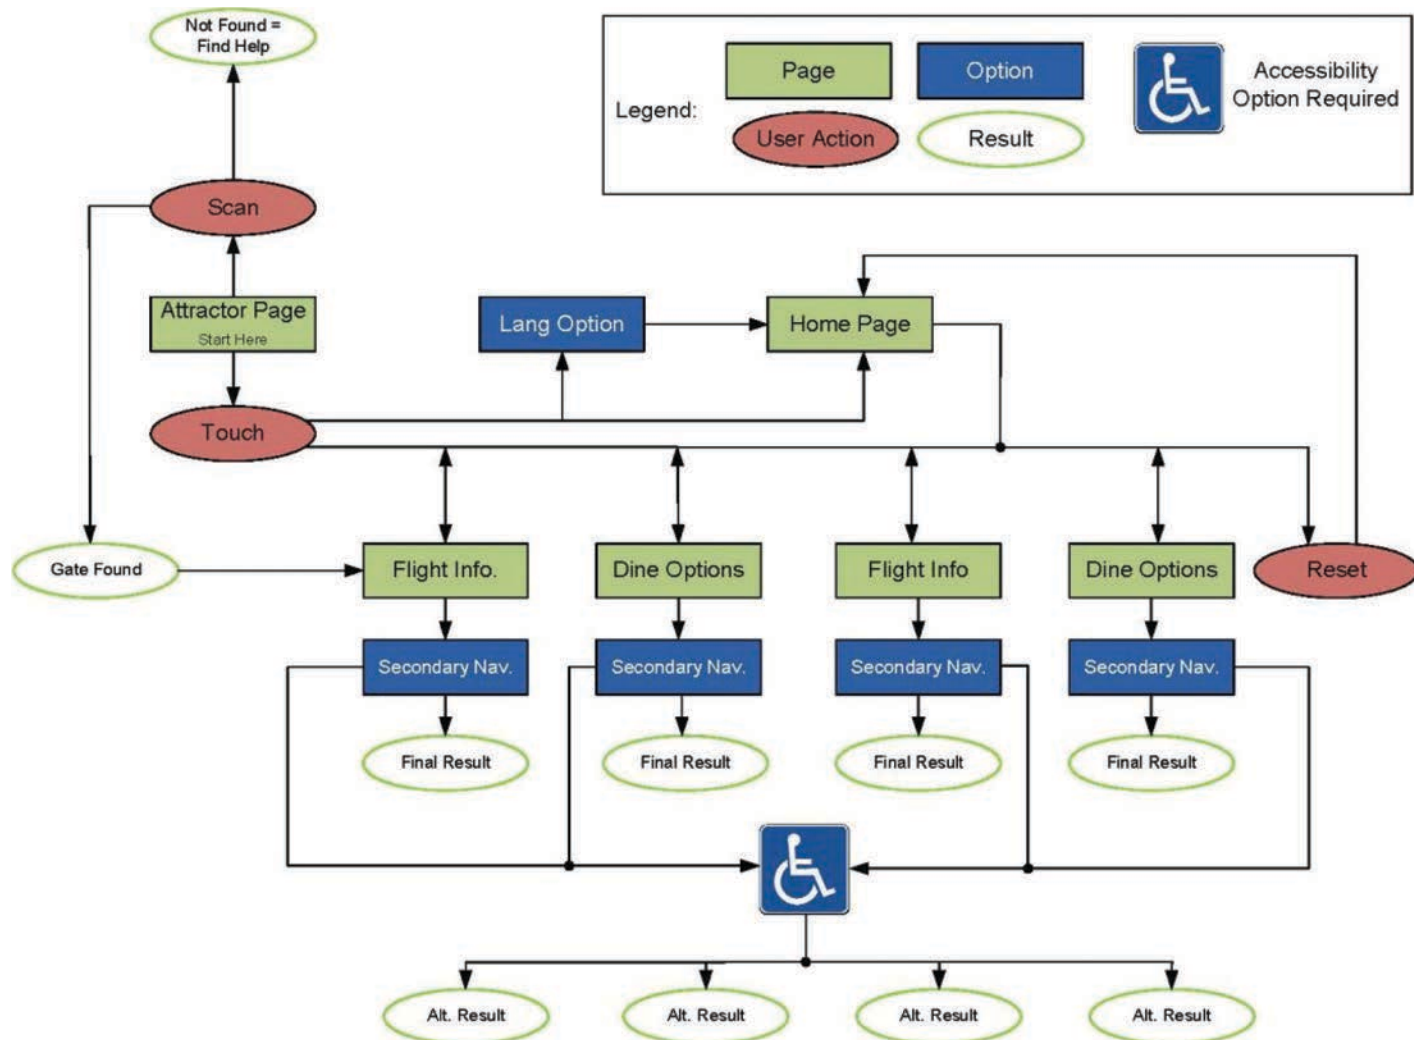 Not Found =
Find Help
Legend:
Page
Option
User Action
Result
Accessibility
Option Required
Scan
Attractor Page
Start Here
Lang Option
Home Page
Touch
Gate Found
Flight Info.
Dine Options
Flight Info
Dine Options
Reset
Secondary Nav.
Secondary Nav.
Secondary Nav.
Secondary Nav.
Final Result
Final Result
Final Result
Final Result
Alt. Result
Alt. Result
Alt. Result
Alt. Result